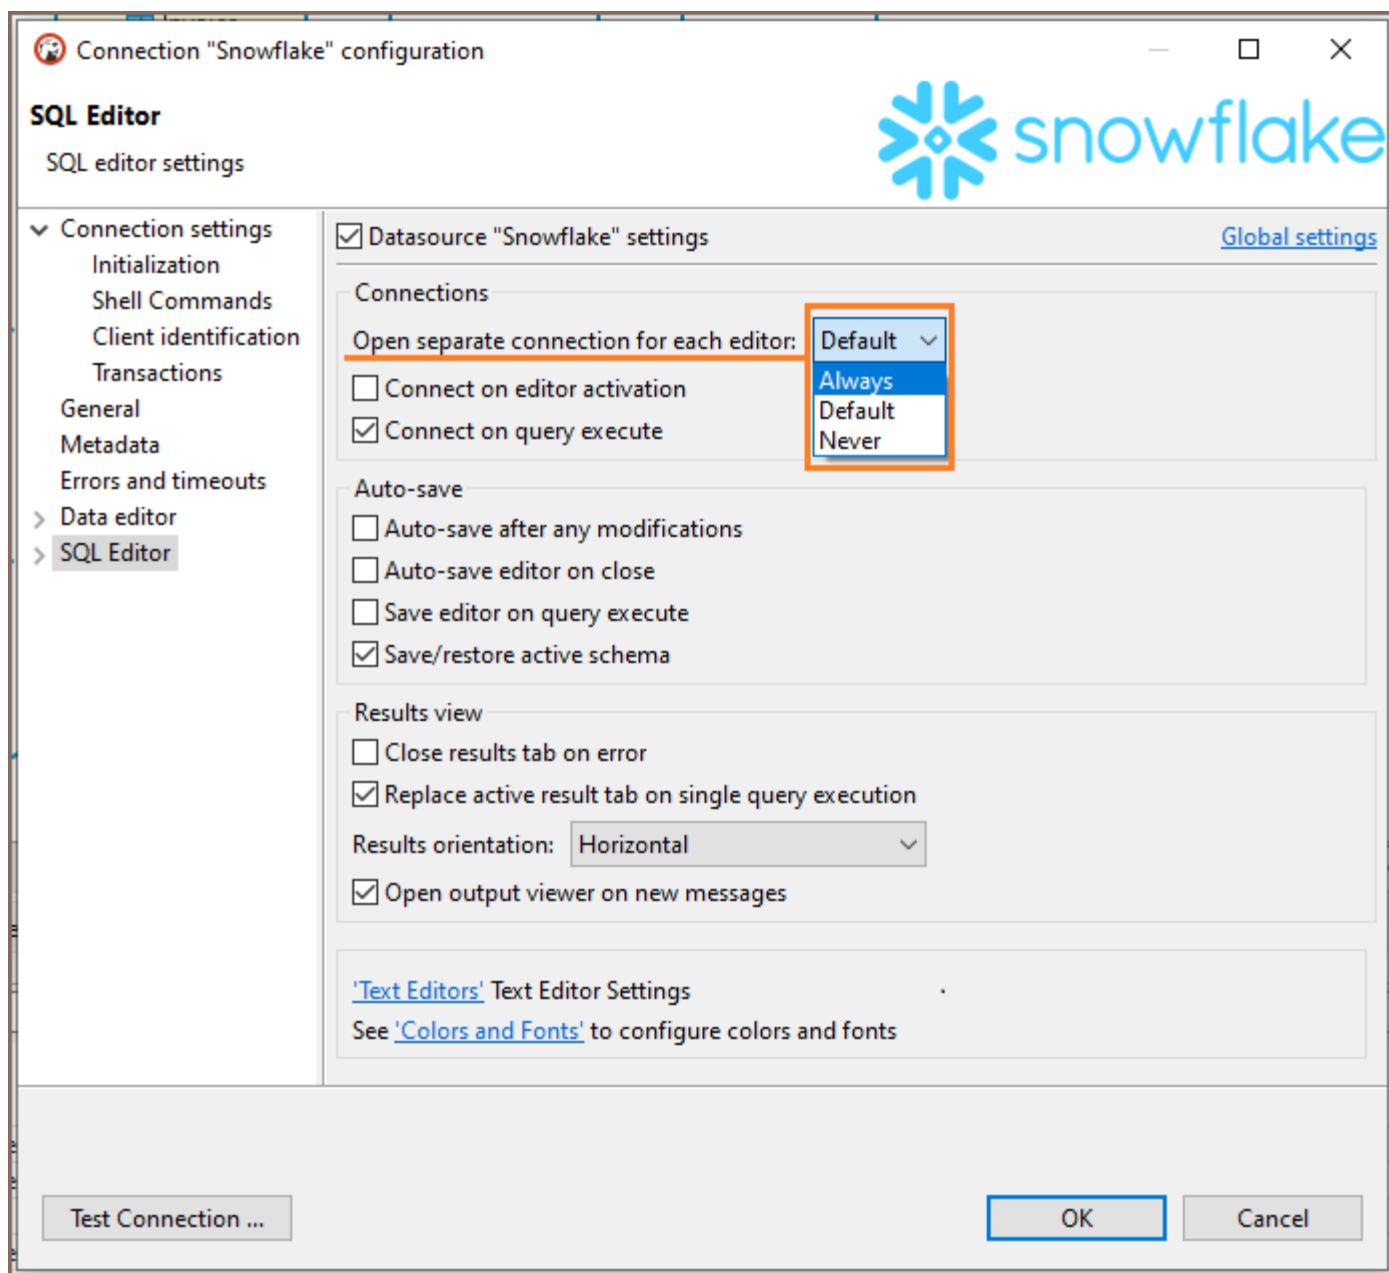 Connection "Snowflake" configuration
SQL Editor
SQL editor settings
snowflake
Connection settings
Initialization
Shell Commands
Client identification
Transactions
General
Metadata
Errors and timeouts
Data editor
SQL Editor
Datasource "Snowflake" settings
Global settings
Connections
Open separate connection for each editor: Default
Always
Default
Never
Connect on editor activation
Connect on query execute
Auto-save
Auto-save after any modifications
Auto-save editor on close
Save editor on query execute
Save/restore active schema
Results view
Close results tab on error
Replace active result tab on single query execution
Results orientation: Horizontal
Open output viewer on new messages
'Text Editors' Text Editor Settings
See 'Colors and Fonts' to configure colors and fonts
Test Connection ...
OK
Cancel